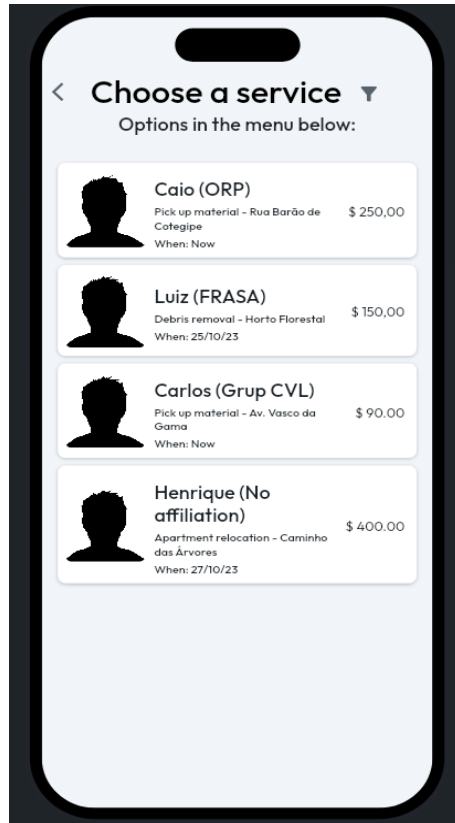 Choose a service
Options in the menu below:
Caio (ORP)
Pick up material - Rua Barão de
Cotegipe
When: Now
$ 250,00
Luiz (FRASA)
Debris removal - Horto Florestal
When: 25/10/23
$ 150,00
Carlos (Grup CVL)
Pick up material - Av. Vasco da
Gama
When: Now
$ 90.00
Henrique (No
affiliation)
Apartment relocation - Caminho
das Árvores
When: 27/10/23
$ 400.00